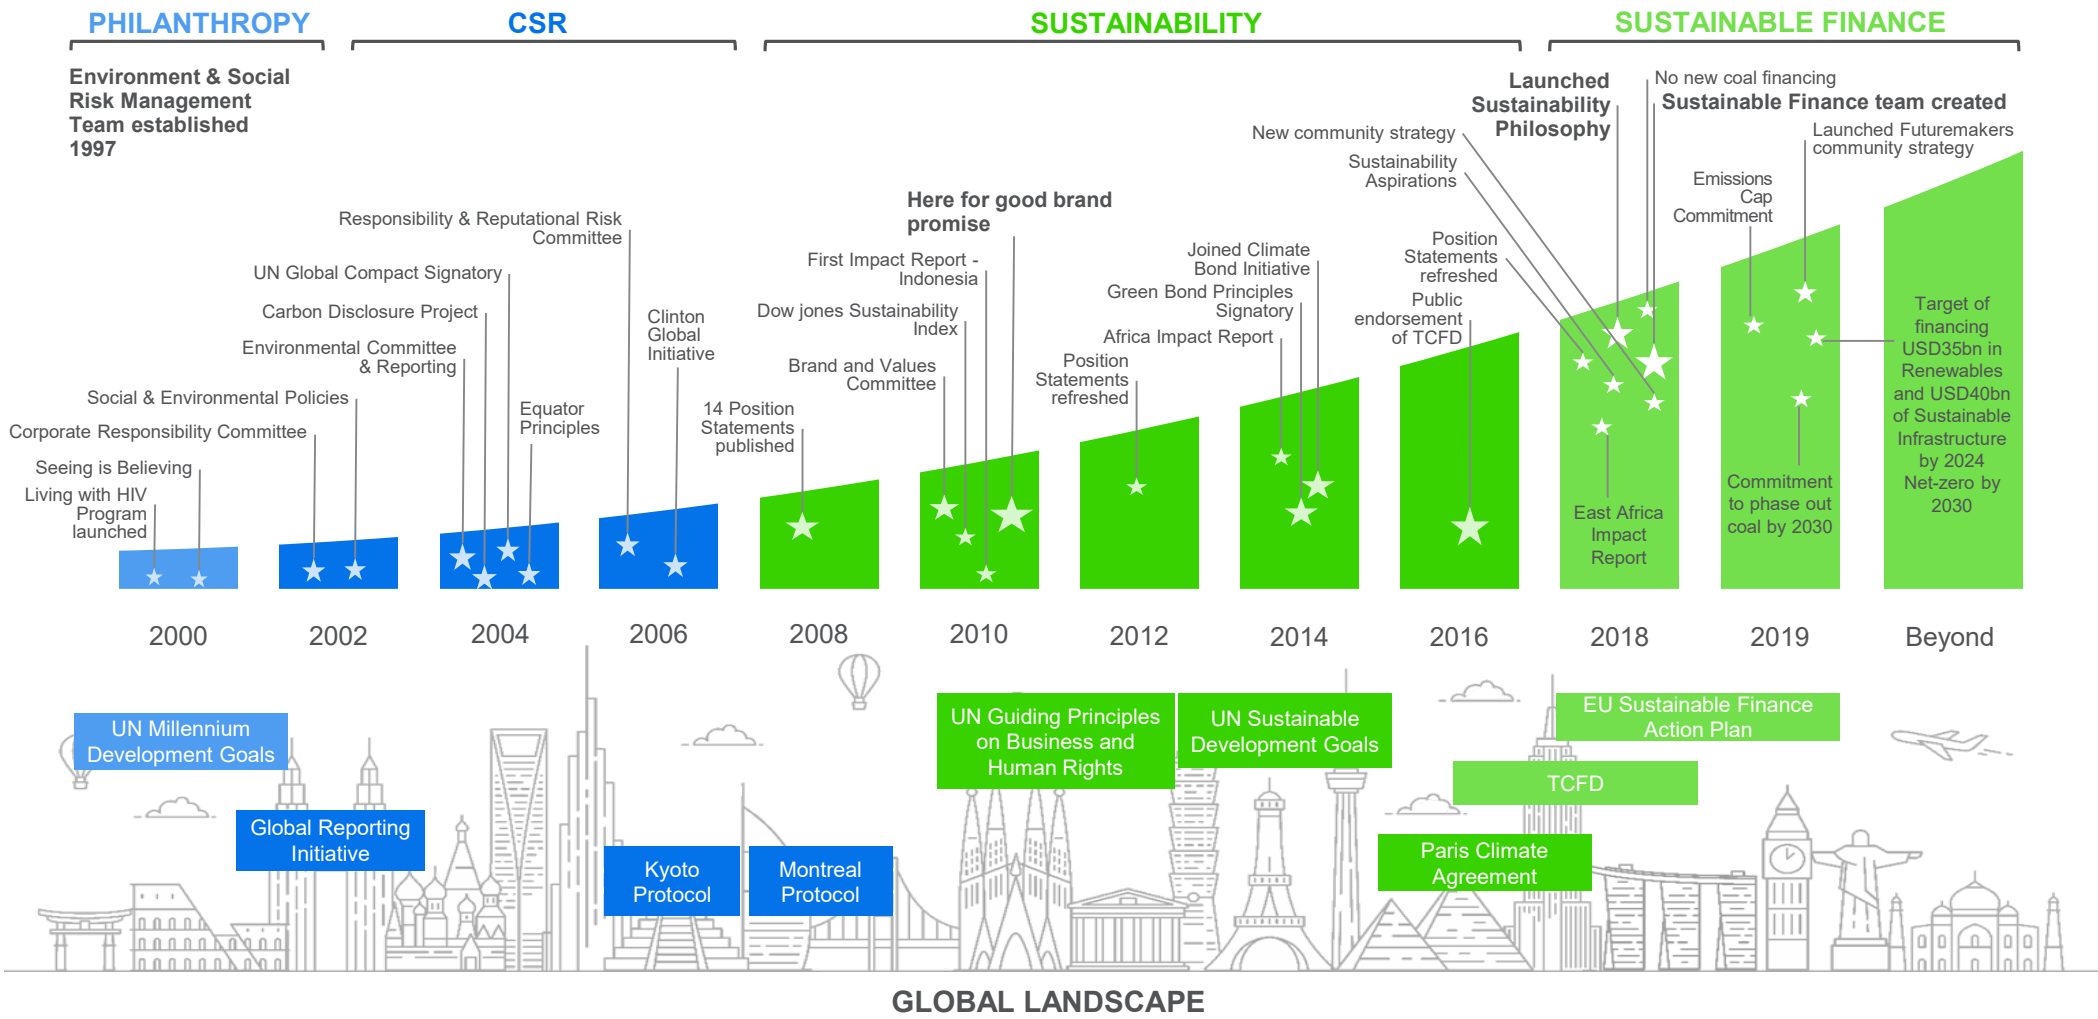 PHILANTHROPY
CSR
SUSTAINABILITY
SUSTAINABLE FINANCE
Environment & Social
Risk Management
Team established
1997
Living with HIV
Program
launched
Seeing is Believing
Corporate Responsibility Committee
Social & Environmental Policies
Environmental Committee
& Reporting
Carbon Disclosure Project
UN Global Compact Signatory
Equator
Principles
Responsibility & Reputational Risk
Committee
Clinton
Global
Initiative
14 Position
Statements
published
Brand and Values
Committee
Dow jones Sustainability
Index
First Impact Report -
Indonesia
Here for good brand
promise
Position
Statements
refreshed
Africa Impact Report
Green Bond Principles
Signatory
Joined Climate
Bond Initiative
Public
endorsement
of TCFD
Position
Statements
refreshed
Sustainability
Aspirations
New community strategy
Launched
Sustainability
Philosophy
No new coal financing
Sustainable Finance team created
East Africa
Impact
Report
Emissions
Cap
Commitment
Launched Futuremakers
community strategy
Commitment
to phase out
coal by 2030
Target of
financing
USD35bn in
Renewables
and USD40bn
of Sustainable
Infrastructure
by 2024
Net-zero by
2030
2000
2002
2004
2006
2008
2010
2012
2014
2016
2018
2019
Beyond
UN Millennium
Development Goals
Global Reporting
Initiative
Kyoto
Protocol
Montreal
Protocol
UN Guiding Principles
on Business and
Human Rights
UN Sustainable
Development Goals
Paris Climate
Agreement
TCFD
EU Sustainable Finance
Action Plan
GLOBAL LANDSCAPE